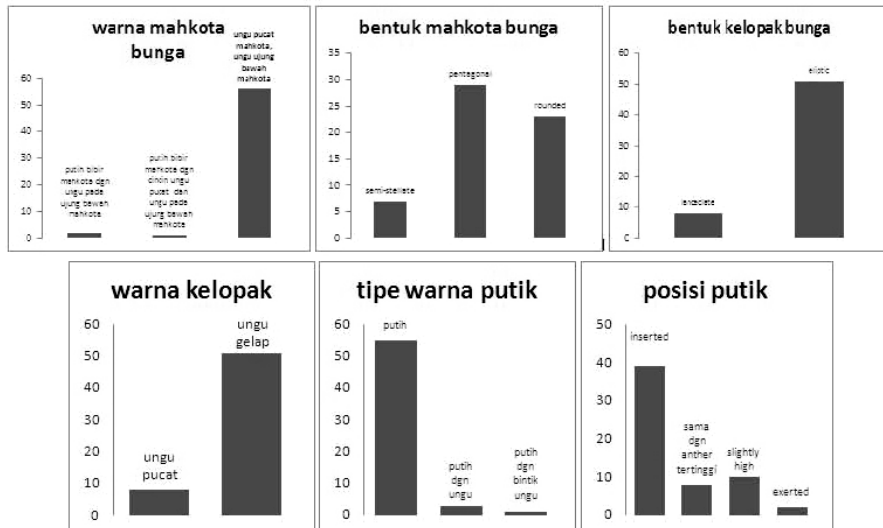 warna mahkota
bunga
60
50
40
30
20
10
0
putih bibir
mahkota dgn
ungu pada
ujung bawah
mahkota
putih bibir
mahkota dgn
cincin ungu
pucat dan
ungu pada
ujung bawah
mahkota
ungu pucat
mahkota,
ungu ujung
bawah
mahkota
bentuk mahkota bunga
35
30
25
20
15
10
5
0
semi-stellate
pentagonal
rounded
bentuk kelopak bunga
60
50
40
30
20
10
0
lanceolate
eliptic
warna kelopak
60
50
40
30
20
10
0
ungu
pucat
ungu
gelap
tipe warna putik
60
50
40
30
20
10
0
putih
putih
dgn
ungu
putih
dgn
bintik
ungu
posisi putik
50
40
30
20
10
0
inserted
sama
dgn
anther
tertinggi
slightly
high
exerted